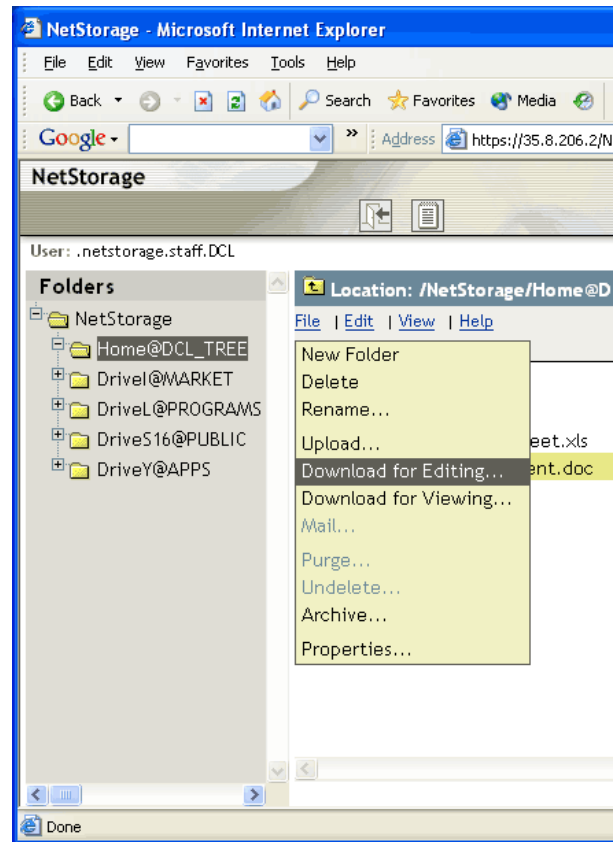 NetStorage - Microsoft Internet Explorer
File Edit View Favorites Tools Help
Back Search Favorites Media
Google Address https://35.8.206.2/N
NetStorage
User: .netstorage.staff.DCL
Folders
Location: /NetStorage/Home@D
NetStorage
File | Edit | View | Help
Home@DCL_TREE
New Folder
DriveI@MARKET
Delete
DriveL@PROGRAMS
Rename...
DriveS16@PUBLIC
Upload... eet.xls
DriveY@APPS
Download for Editing... ent.doc
Download for Viewing...
Mail...
Purge...
Undelete...
Archive...
Properties...
Done